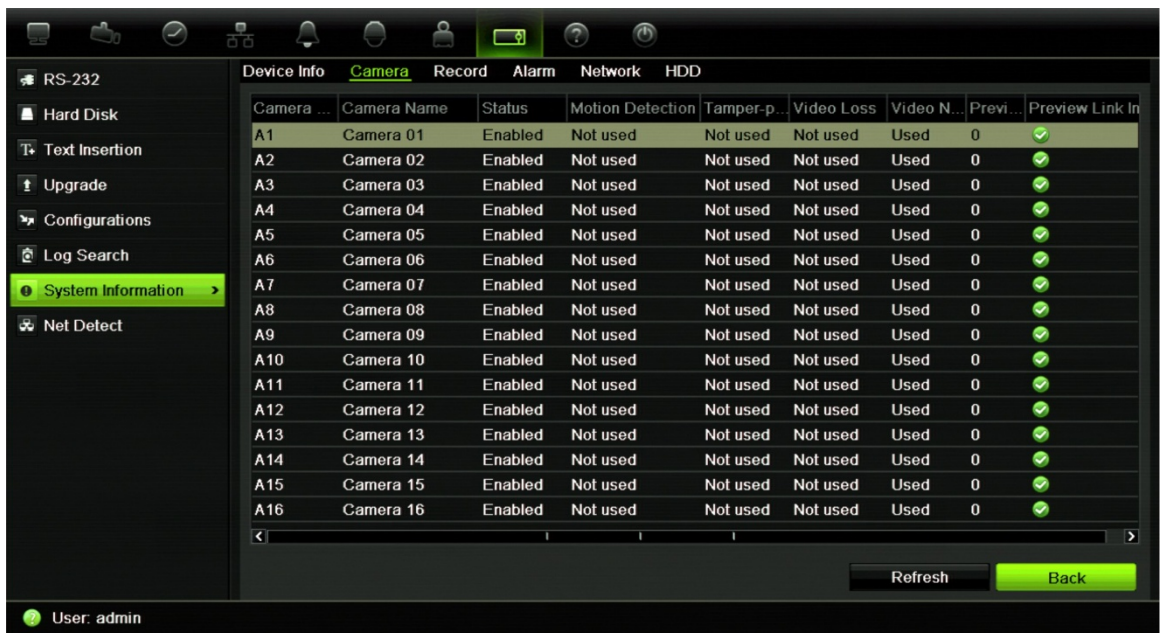 RS-232
Hard Disk
Text Insertion
Upgrade
Configurations
Log Search
System Information
Net Detect
Device Info Camera Record Alarm Network HDD
Camera ... Camera Name Status Motion Detection Tamper-p... Video Loss Video N... Previ... Preview Link In
A1 Camera 01 Enabled Not used Not used Not used Used 0
A2 Camera 02 Enabled Not used Not used Not used Used 0
A3 Camera 03 Enabled Not used Not used Not used Used 0
A4 Camera 04 Enabled Not used Not used Not used Used 0
A5 Camera 05 Enabled Not used Not used Not used Used 0
A6 Camera 06 Enabled Not used Not used Not used Used 0
A7 Camera 07 Enabled Not used Not used Not used Used 0
A8 Camera 08 Enabled Not used Not used Not used Used 0
A9 Camera 09 Enabled Not used Not used Not used Used 0
A10 Camera 10 Enabled Not used Not used Not used Used 0
A11 Camera 11 Enabled Not used Not used Not used Used 0
A12 Camera 12 Enabled Not used Not used Not used Used 0
A13 Camera 13 Enabled Not used Not used Not used Used 0
A14 Camera 14 Enabled Not used Not used Not used Used 0
A15 Camera 15 Enabled Not used Not used Not used Used 0
A16 Camera 16 Enabled Not used Not used Not used Used 0
Refresh Back
User: admin